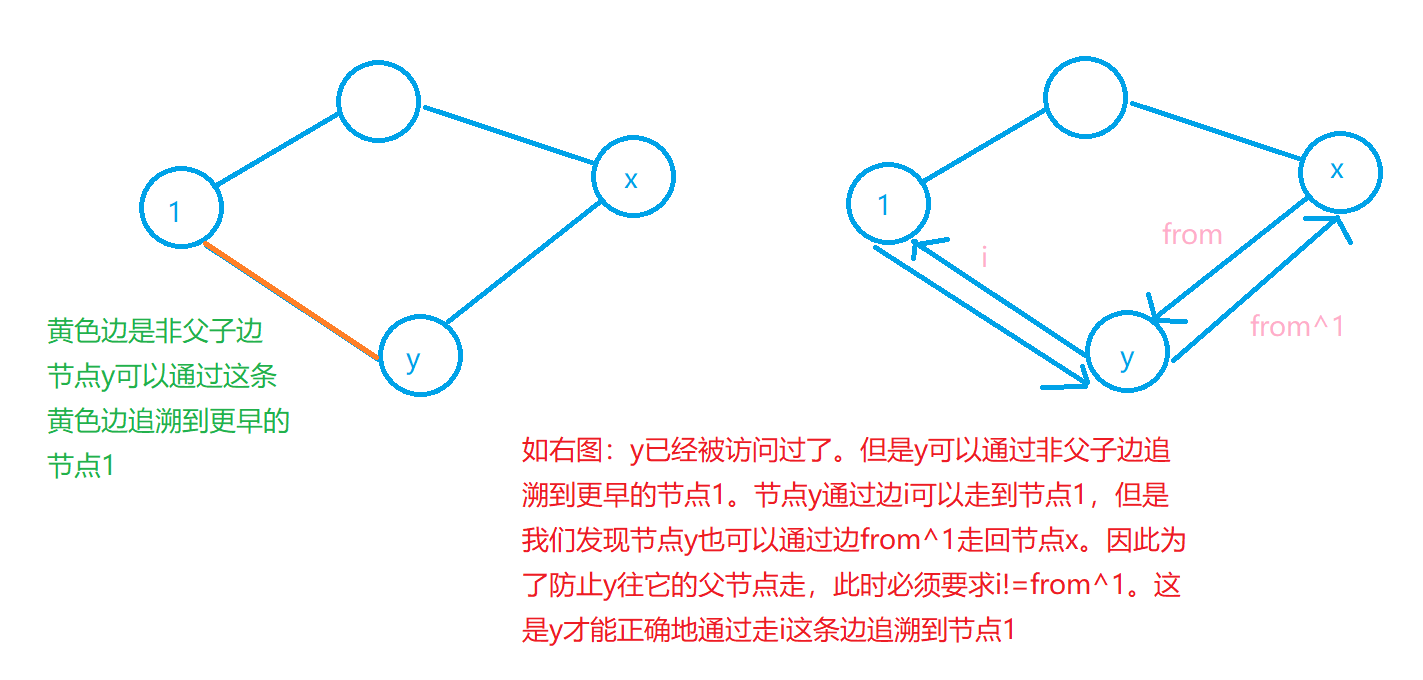 1
x
y
黄色边是非父子边
节点y可以通过这条
黄色边追溯到更早的
节点1
1
x
from
i
from^1
y
如右图：y已经被访问过了。但是y可以通过非父子边追
溯到更早的节点1。节点y通过边i可以走到节点1，但是
我们发现节点y也可以通过边from^1走回节点x。因此为
了防止y往它的父节点走，此时必须要求i!=from^1。这
是y才能正确地通过走i这条边追溯到节点1